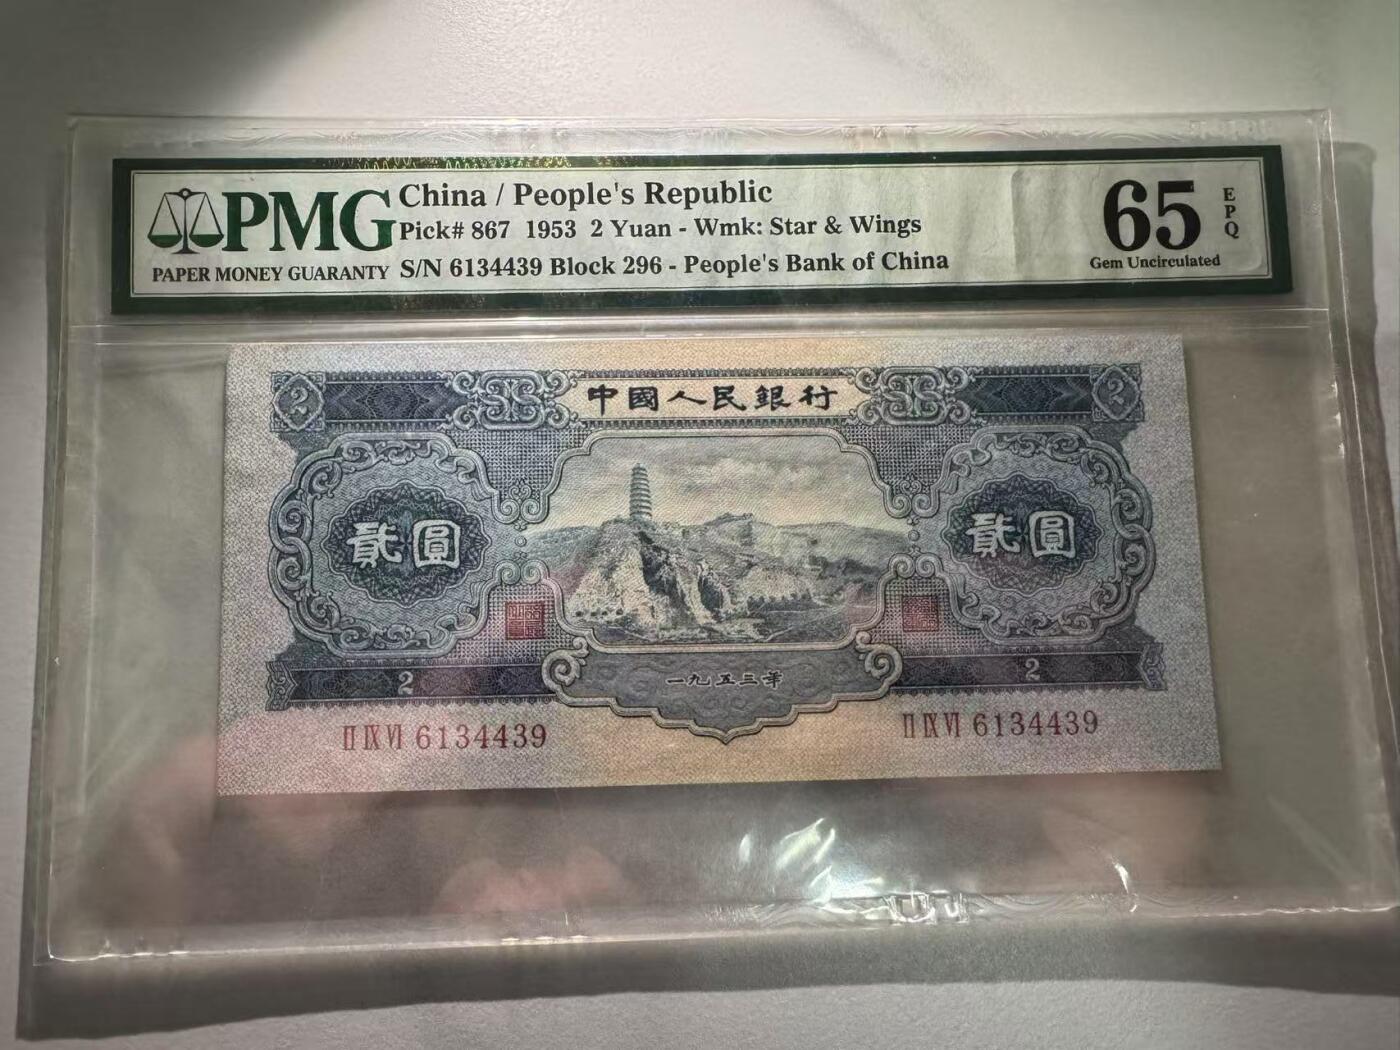 PMG
PAPER MONEY GUARANTY
China / People's Republic
Pick# 867 1953 2 Yuan - Wmk: Star & Wings
S/N 6134439 Block 296 - People's Bank of China
65
EPQ
Gem Uncirculated
2 中國人民銀行 2
貳圓 貳圓
一九五三年
2 2
II IX VI 6134439 II IX VI 6134439